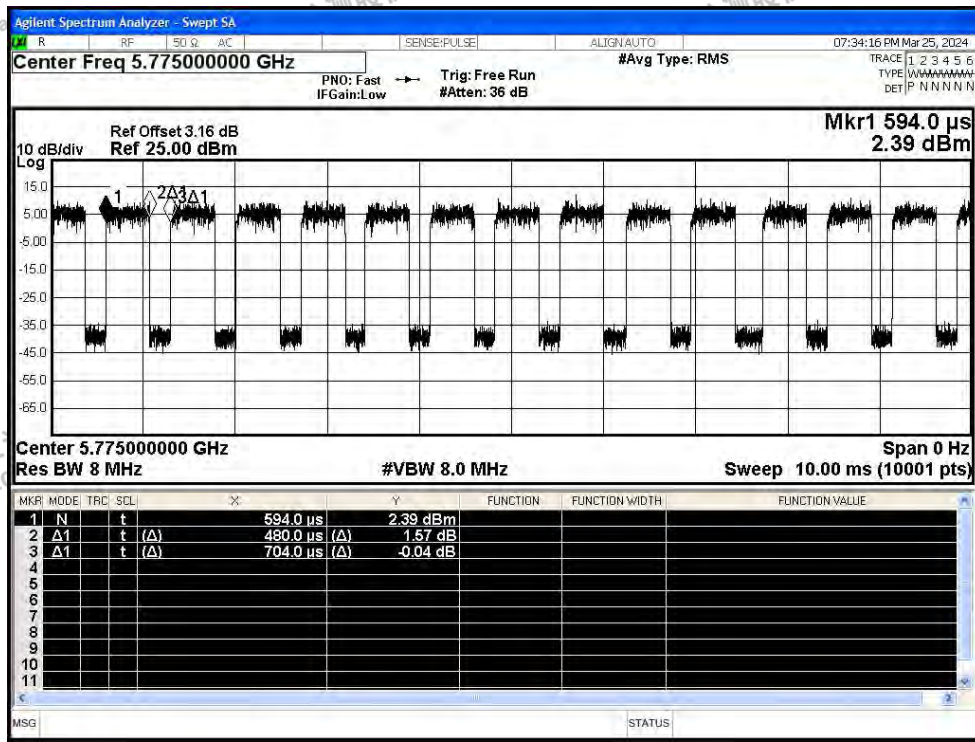 Agilent Spectrum Analyzer - Swept SA
R RF 50 Ω AC SENSE:PULSE ALIGN AUTO 07:34:16 PM Mar 25, 2024
Center Freq 5.775000000 GHz
PNO: Fast
IFGain:Low
Trig: Free Run
#Atten: 36 dB
#Avg Type: RMS
TRACE 1 2 3 4 5 6
TYPE WWWWWW
DET P N N N N N
Mkr1 594.0 µs
2.39 dBm
Ref Offset 3.16 dB
10 dB/div Ref 25.00 dBm
Log
15.0
5.00
-5.00
-15.0
-25.0
-35.0
-45.0
-55.0
-65.0
1 2Δ1 3Δ1
Center 5.775000000 GHz Span 0 Hz
Res BW 8 MHz #VBW 8.0 MHz Sweep 10.00 ms (10001 pts)
MKR MODE TRC SCL X Y FUNCTION FUNCTION WIDTH FUNCTION VALUE
1 N t 594.0 µs 2.39 dBm
2 Δ1 t (Δ) 480.0 µs (Δ) 1.57 dB
3 Δ1 t (Δ) 704.0 µs (Δ) -0.04 dB
4
5
6
7
8
9
10
11
MSG STATUS